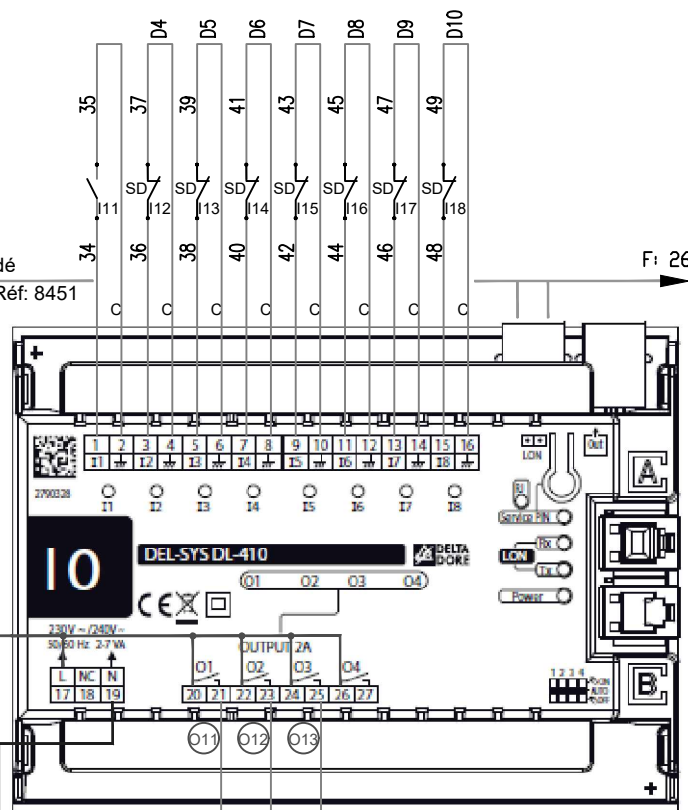 D4 D5 D6 D7 D8 D9 D10
35 37 39 41 43 45 47 49
SD SD SD SD SD SD SD
I11 I12 I13 I14 I15 I16 I17 I18
34 36 38 40 42 44 46 48
dé
Réf: 8451
F: 26
C C C C C C C C
1 2 3 4 5 6 7 8 9 10 11 12 13 14 15 16
I1 I2 I3 I4 I5 I6 I7 I8
LON
Out
2790328
I1 I2 I3 I4 I5 I6 I7 I8
RJ
A
Service PIN
IO
DEL-SYS DL-410
DELTA DORE
Rx
LON
Tx
O1 O2 O3 O4
CE
Power
230V ~/240V~
50/60 Hz 2-7 VA
OUTPUT 2A
L NC N
17 18 19
O1 O2 O3 O4
20 21 22 23 24 25 26 27
1 2 3 4
ON
AUTO
OFF
B
O11 O12 O13